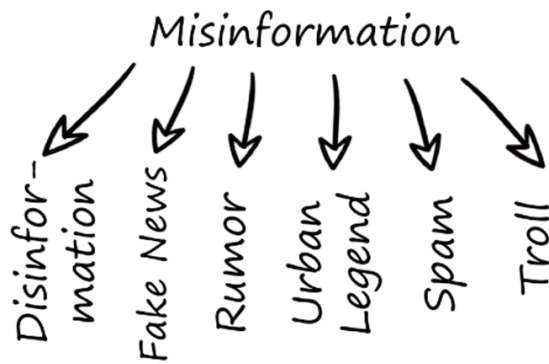 Misinformation
Disinfor-
mation
Fake News
Rumor
Urban
Legend
Spam
Troll